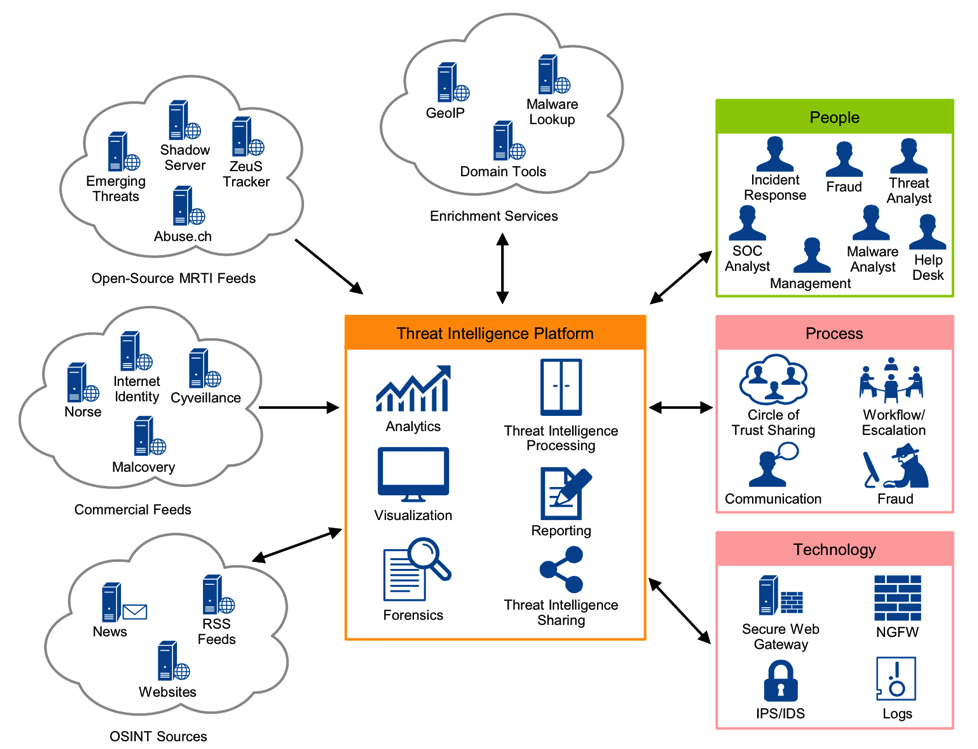 GeoIP
Malware
Lookup
Domain Tools
Enrichment Services
Shadow
Server
ZeuS
Tracker
Emerging
Threats
Abuse.ch
Open-Source MRTI Feeds
Internet
Identity
Norse
Cyveillance
Malcovery
Commercial Feeds
News
RSS
Feeds
Websites
OSINT Sources
Threat Intelligence Platform
Analytics
Threat Intelligence
Processing
Visualization
Reporting
Forensics
Threat Intelligence
Sharing
People
Incident
Response
Fraud
Threat
Analyst
SOC
Analyst
Management
Malware
Analyst
Help
Desk
Process
Circle of
Trust Sharing
Workflow/
Escalation
Communication
Fraud
Technology
Secure Web
Gateway
NGFW
IPS/IDS
Logs